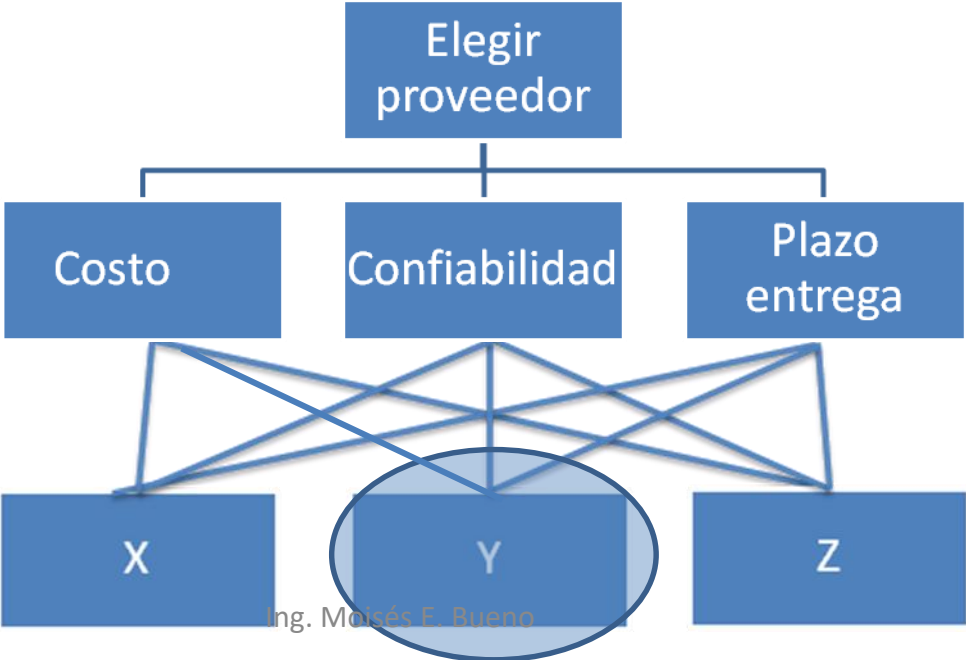 Elegir
proveedor
Costo
Confiabilidad
Plazo
entrega
X
Y
Z
Ing. Moisés E. Bueno